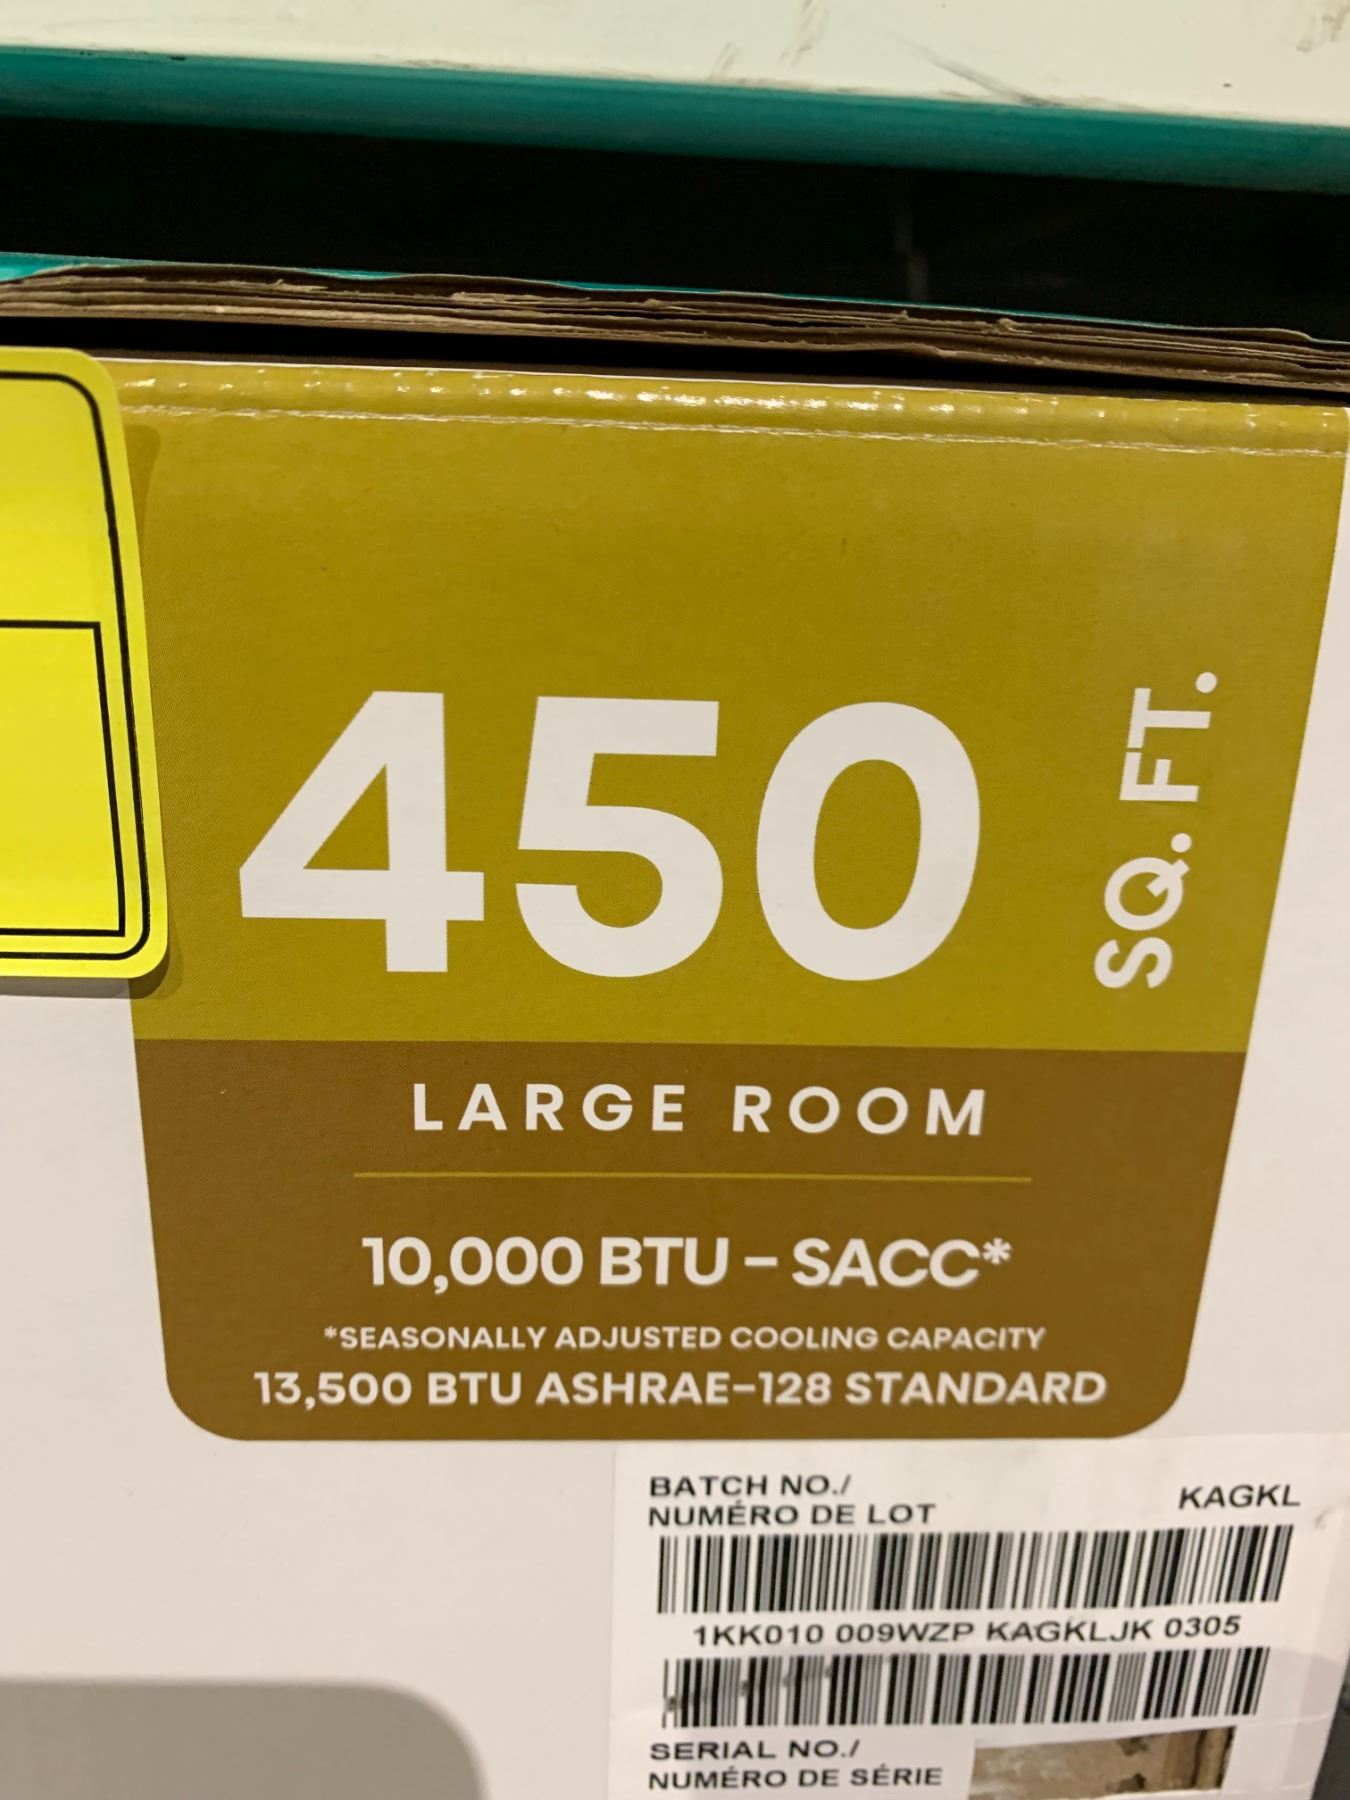 450
SQ. FT.
LARGE ROOM
10,000 BTU – SACC*
*SEASONALLY ADJUSTED COOLING CAPACITY
13,500 BTU ASHRAE-128 STANDARD
BATCH NO./
NUMÉRO DE LOT
KAGKL
1KK010 009WZP KAGKLJK 0305
SERIAL NO./
NUMÉRO DE SÉRIE